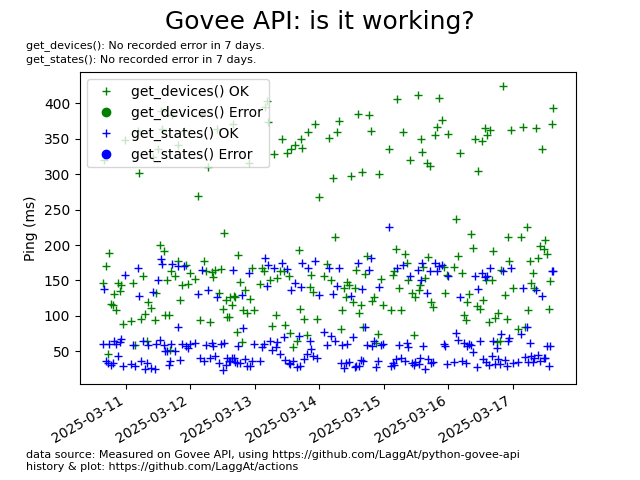 Govee API: is it working?
get_devices(): No recorded error in 7 days.
get_states(): No recorded error in 7 days.
get_devices() OK
get_devices() Error
get_states() OK
get_states() Error
Ping (ms)
400
350
300
250
200
150
100
50
2025-03-11
2025-03-12
2025-03-13
2025-03-14
2025-03-15
2025-03-16
2025-03-17
data source: Measured on Govee API, using https://github.com/LaggAt/python-govee-api
history & plot: https://github.com/LaggAt/actions